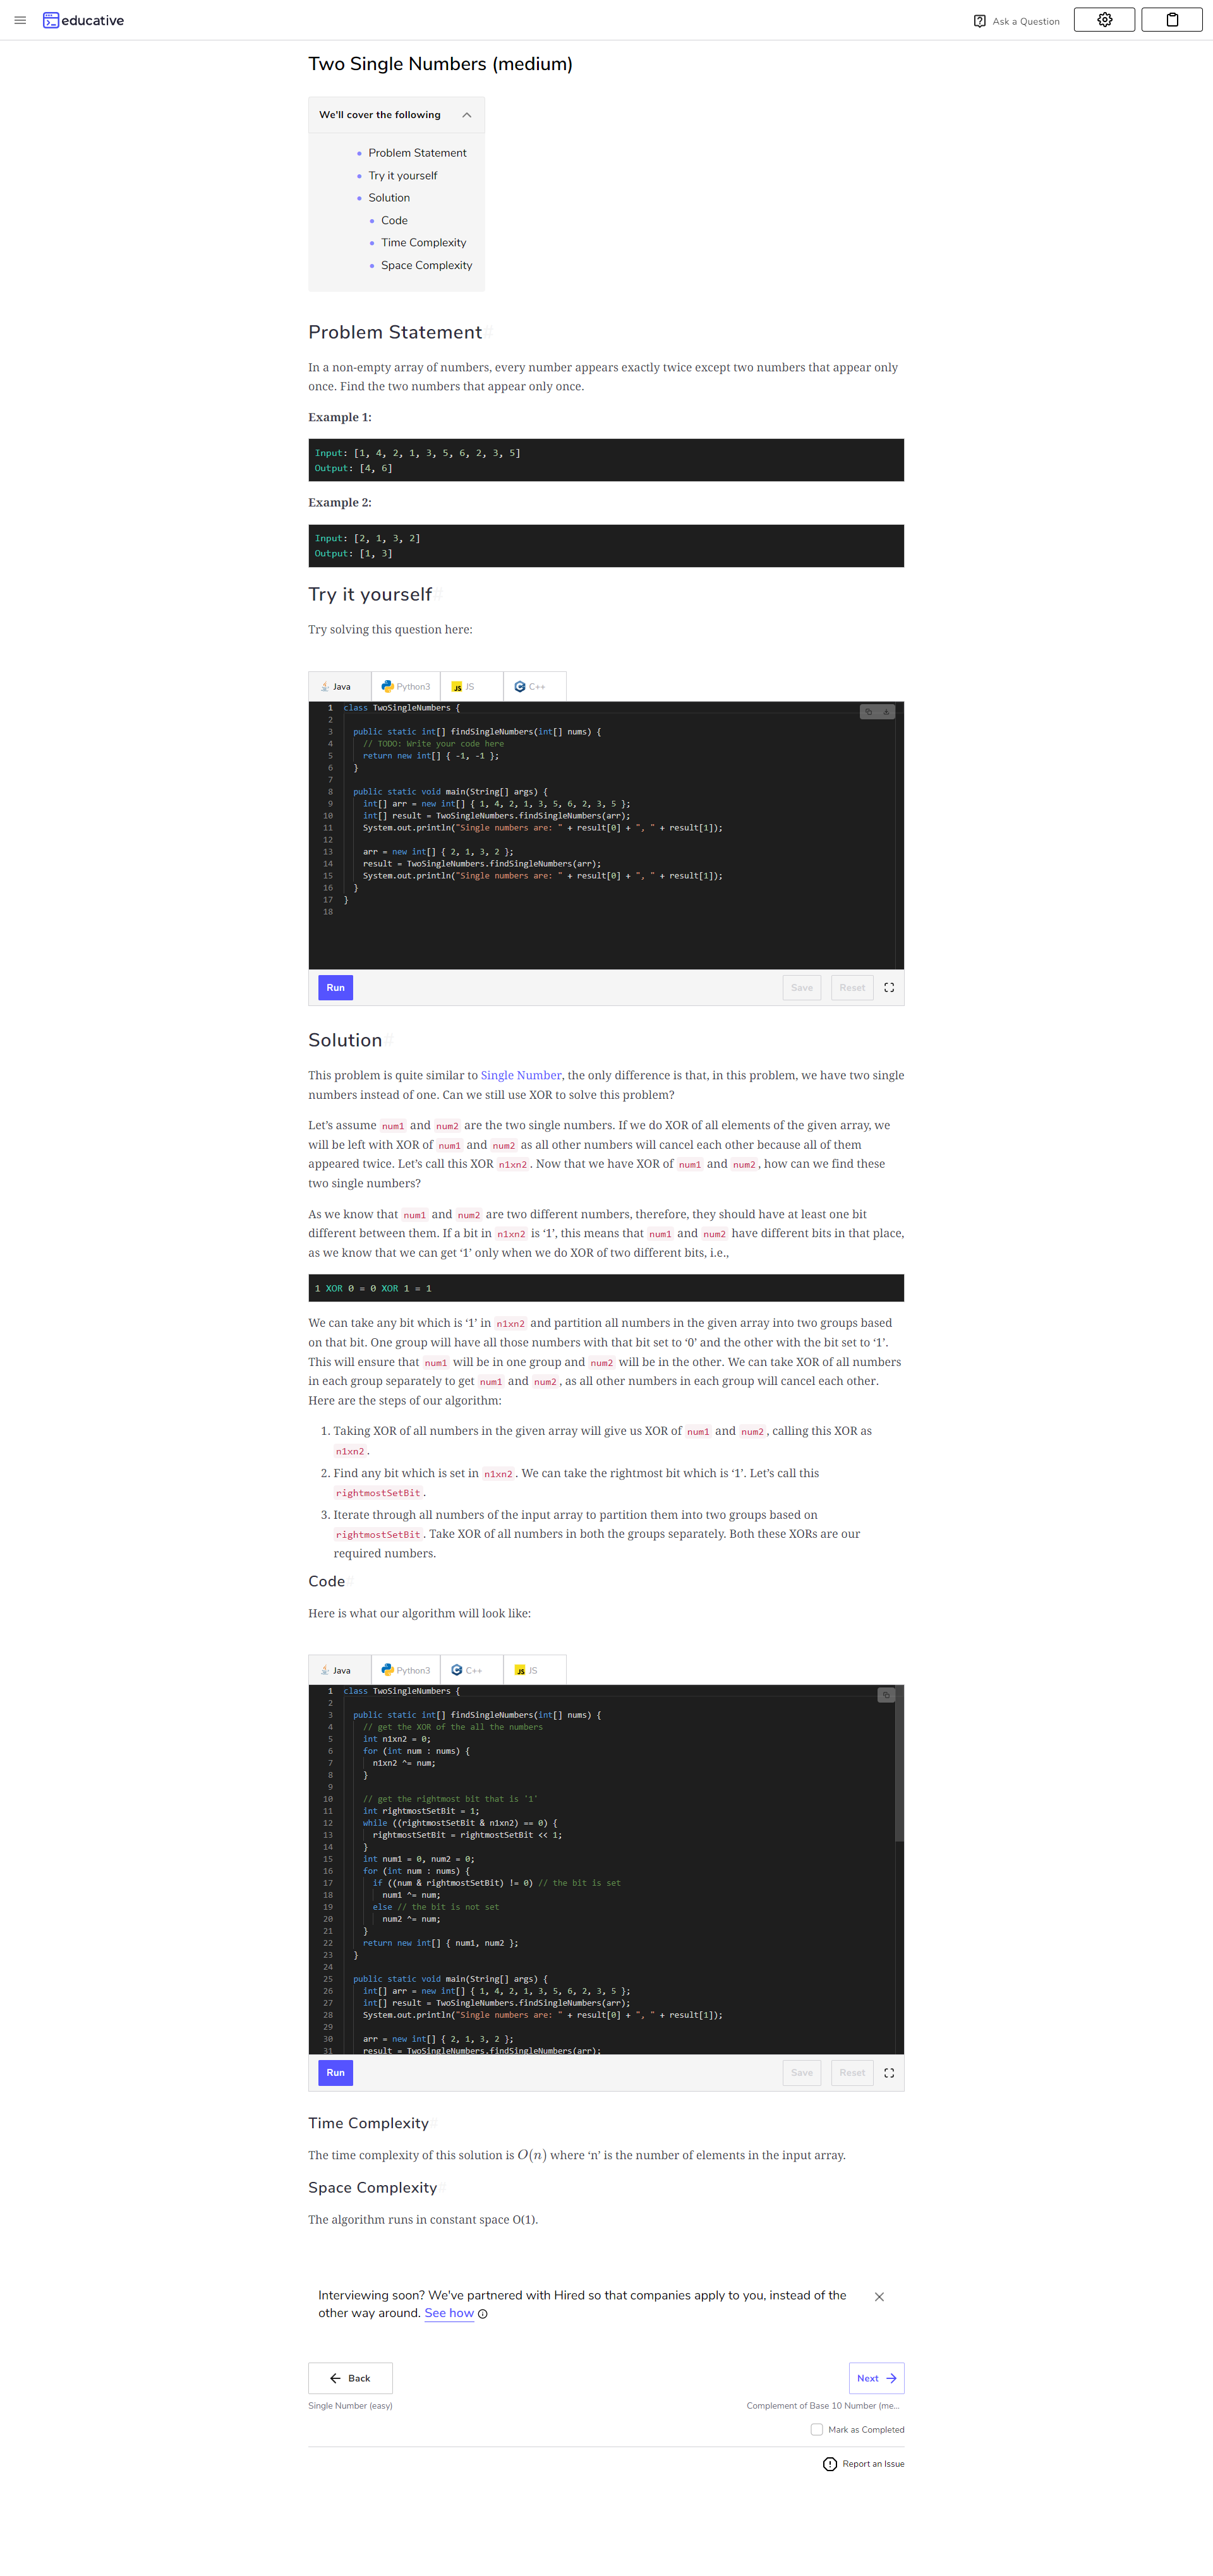 educative
Ask a Question
Two Single Numbers (medium)
We'll cover the following
Problem Statement
Try it yourself
Solution
Code
Time Complexity
Space Complexity
Problem Statement#
In a non-empty array of numbers, every number appears exactly twice except two numbers that appear only
once. Find the two numbers that appear only once.
Example 1:
Input: [1, 4, 2, 1, 3, 5, 6, 2, 3, 5]
Output: [4, 6]
Example 2:
Input: [2, 1, 3, 2]
Output: [1, 3]
Try it yourself#
Try solving this question here:
Java Python3 JS C++
1 class TwoSingleNumbers {
2
3 public static int[] findSingleNumbers(int[] nums) {
4 // TODO: Write your code here
5 return new int[] { -1, -1 };
6 }
7
8 public static void main(String[] args) {
9 int[] arr = new int[] { 1, 4, 2, 1, 3, 5, 6, 2, 3, 5 };
10 int[] result = TwoSingleNumbers.findSingleNumbers(arr);
11 System.out.println("Single numbers are: " + result[0] + ", " + result[1]);
12
13 arr = new int[] { 2, 1, 3, 2 };
14 result = TwoSingleNumbers.findSingleNumbers(arr);
15 System.out.println("Single numbers are: " + result[0] + ", " + result[1]);
16 }
17 }
18
Run Save Reset
Solution#
This problem is quite similar to Single Number, the only difference is that, in this problem, we have two single
numbers instead of one. Can we still use XOR to solve this problem?
Let’s assume num1 and num2 are the two single numbers. If we do XOR of all elements of the given array, we
will be left with XOR of num1 and num2 as all other numbers will cancel each other because all of them
appeared twice. Let’s call this XOR n1xn2. Now that we have XOR of num1 and num2, how can we find these
two single numbers?
As we know that num1 and num2 are two different numbers, therefore, they should have at least one bit
different between them. If a bit in n1xn2 is ‘1’, this means that num1 and num2 have different bits in that place,
as we know that we can get ‘1’ only when we do XOR of two different bits, i.e.,
1 XOR 0 = 0 XOR 1 = 1
We can take any bit which is ‘1’ in n1xn2 and partition all numbers in the given array into two groups based
on that bit. One group will have all those numbers with that bit set to ‘0’ and the other with the bit set to ‘1’.
This will ensure that num1 will be in one group and num2 will be in the other. We can take XOR of all numbers
in each group separately to get num1 and num2, as all other numbers in each group will cancel each other.
Here are the steps of our algorithm:
1. Taking XOR of all numbers in the given array will give us XOR of num1 and num2, calling this XOR as
n1xn2.
2. Find any bit which is set in n1xn2. We can take the rightmost bit which is ‘1’. Let’s call this
rightmostSetBit.
3. Iterate through all numbers of the input array to partition them into two groups based on
rightmostSetBit. Take XOR of all numbers in both the groups separately. Both these XORs are our
required numbers.
Code#
Here is what our algorithm will look like:
Java Python3 C++ JS
1 class TwoSingleNumbers {
2
3 public static int[] findSingleNumbers(int[] nums) {
4 // get the XOR of the all the numbers
5 int n1xn2 = 0;
6 for (int num : nums) {
7 n1xn2 ^= num;
8 }
9
10 // get the rightmost bit that is '1'
11 int rightmostSetBit = 1;
12 while ((rightmostSetBit & n1xn2) == 0) {
13 rightmostSetBit = rightmostSetBit << 1;
14 }
15 int num1 = 0, num2 = 0;
16 for (int num : nums) {
17 if ((num & rightmostSetBit) != 0) // the bit is set
18 num1 ^= num;
19 else // the bit is not set
20 num2 ^= num;
21 }
22 return new int[] { num1, num2 };
23 }
24
25 public static void main(String[] args) {
26 int[] arr = new int[] { 1, 4, 2, 1, 3, 5, 6, 2, 3, 5 };
27 int[] result = TwoSingleNumbers.findSingleNumbers(arr);
28 System.out.println("Single numbers are: " + result[0] + ", " + result[1]);
29
30 arr = new int[] { 2, 1, 3, 2 };
31 result = TwoSingleNumbers.findSingleNumbers(arr);
Run Save Reset
Time Complexity#
The time complexity of this solution is O(n) where ‘n’ is the number of elements in the input array.
Space Complexity#
The algorithm runs in constant space O(1).
Interviewing soon? We've partnered with Hired so that companies apply to you, instead of the
other way around. See how
Back Next
Single Number (easy) Complement of Base 10 Number (me...
Mark as Completed
Report an Issue